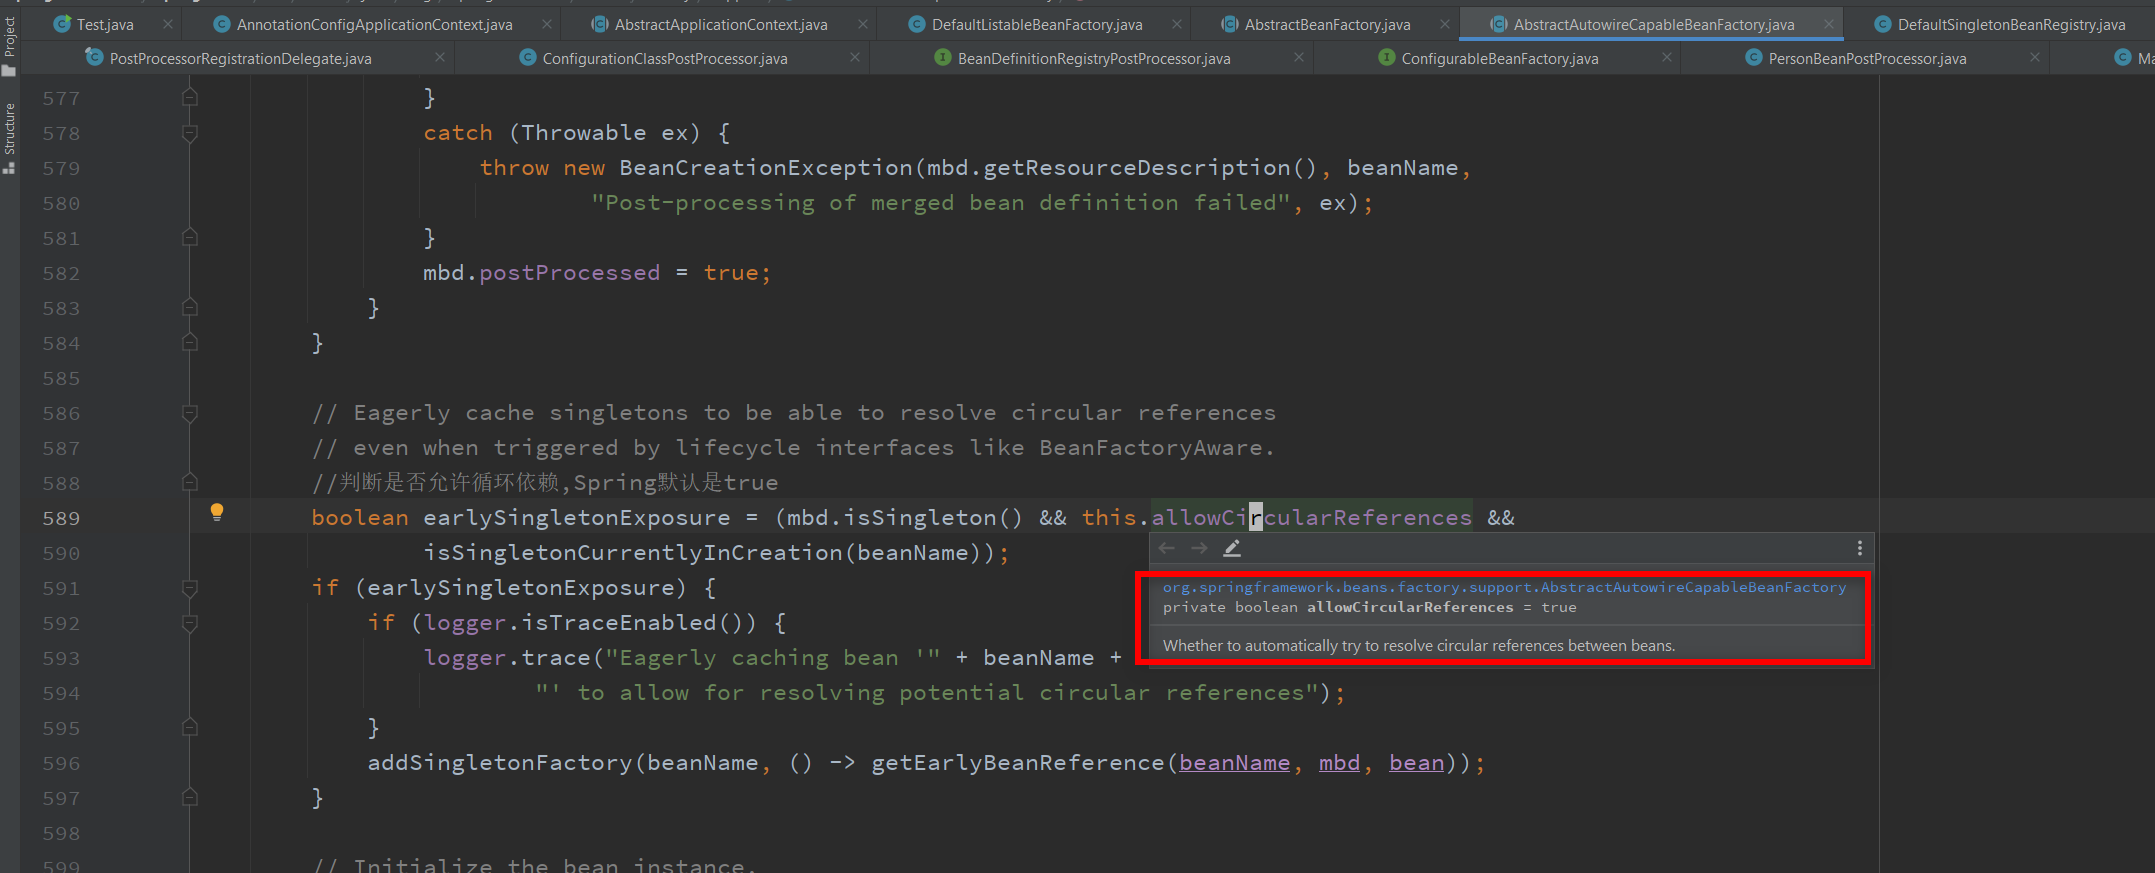 Test.java
AnnotationConfigApplicationContext.java
AbstractApplicationContext.java
DefaultListableBeanFactory.java
AbstractBeanFactory.java
AbstractAutowireCapableBeanFactory.java
DefaultSingletonBeanRegistry.java
PostProcessorRegistrationDelegate.java
ConfigurationClassPostProcessor.java
BeanDefinitionRegistryPostProcessor.java
ConfigurableBeanFactory.java
PersonBeanPostProcessor.java
Ma
Project
Structure
577 }
578 catch (Throwable ex) {
579 throw new BeanCreationException(mbd.getResourceDescription(), beanName,
580 "Post-processing of merged bean definition failed", ex);
581 }
582 mbd.postProcessed = true;
583 }
584 }
585
586 // Eagerly cache singletons to be able to resolve circular references
587 // even when triggered by lifecycle interfaces like BeanFactoryAware.
588 //判断是否允许循环依赖,Spring默认是true
589 boolean earlySingletonExposure = (mbd.isSingleton() && this.allowCircularReferences &&
590 isSingletonCurrentlyInCreation(beanName));
591 if (earlySingletonExposure) {
592 if (logger.isTraceEnabled()) {
593 logger.trace("Eagerly caching bean '" + beanName +
594 "' to allow for resolving potential circular references");
595 }
596 addSingletonFactory(beanName, () -> getEarlyBeanReference(beanName, mbd, bean));
597 }
598
599 // Initialize the bean instance.
org.springframework.beans.factory.support.AbstractAutowireCapableBeanFactory
private boolean allowCircularReferences = true
Whether to automatically try to resolve circular references between beans.